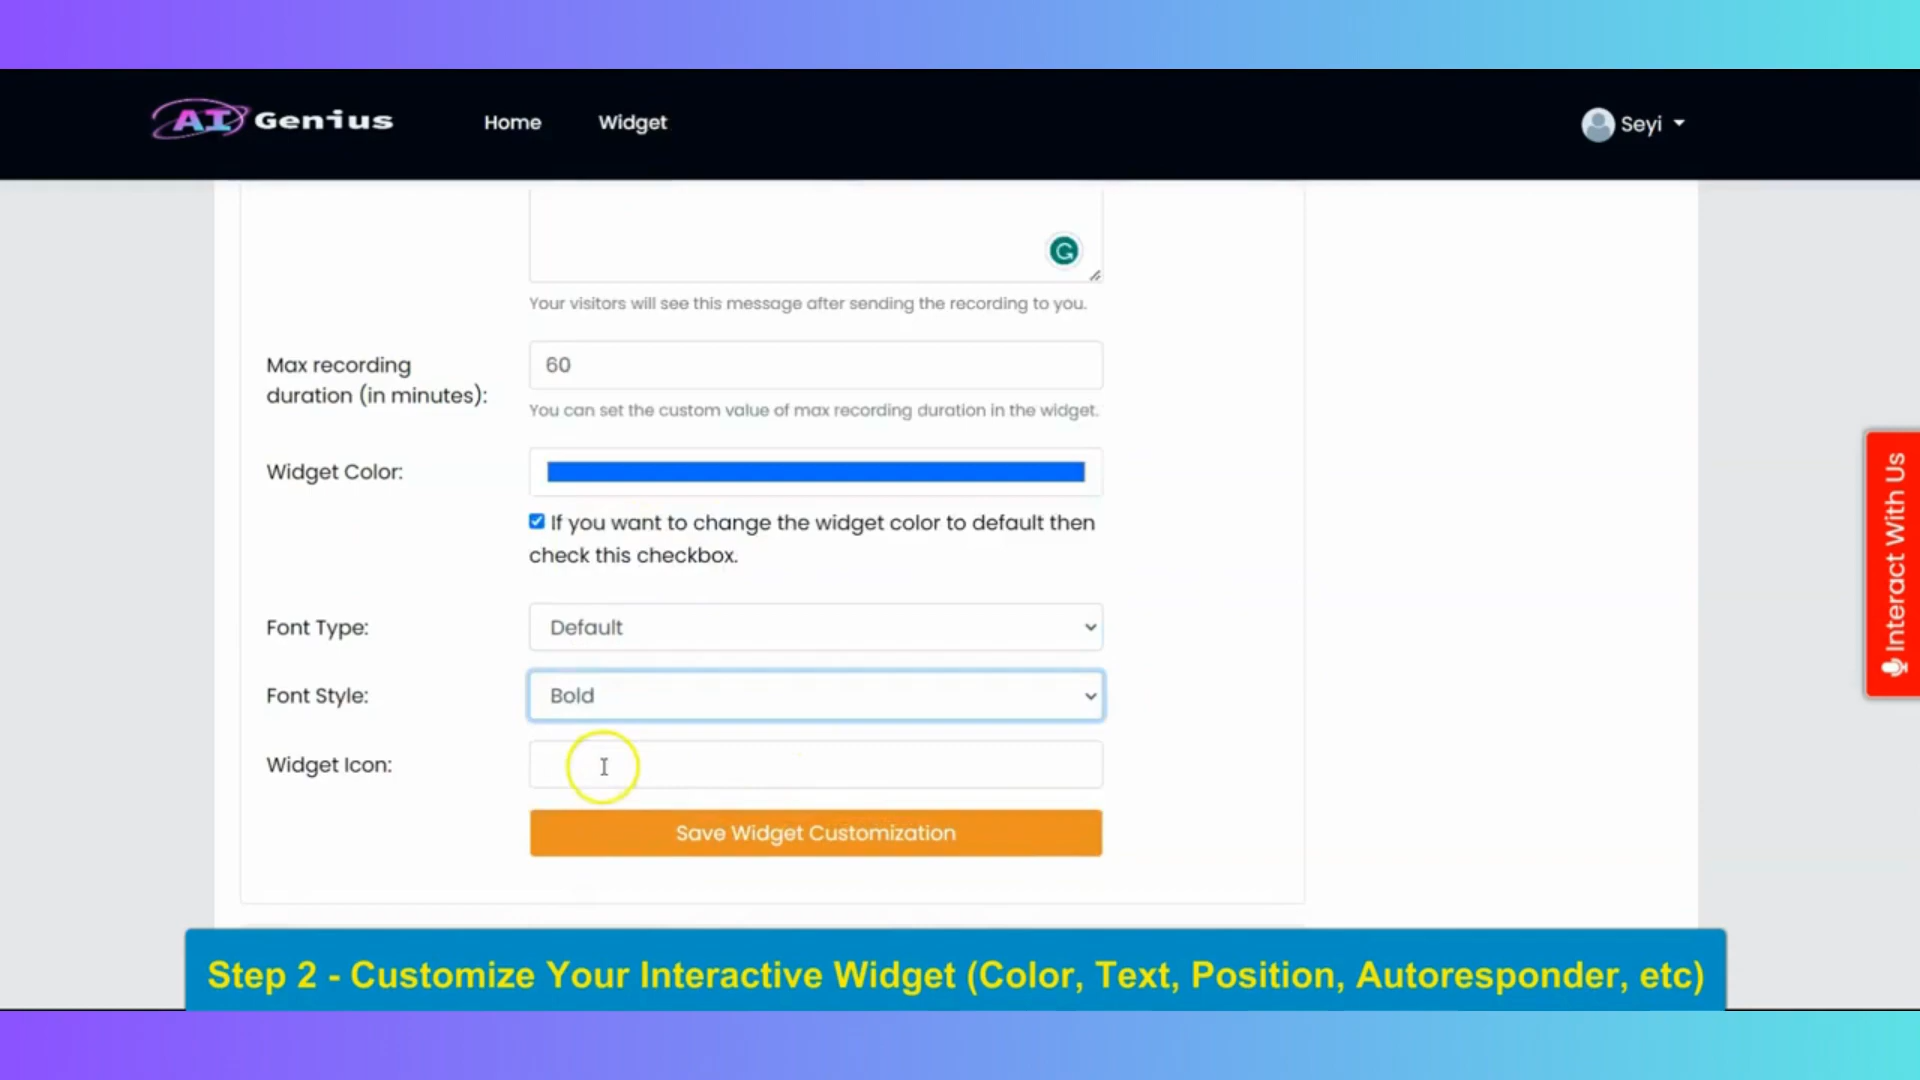 AI Genius
Home
Widget
Seyi
Your visitors will see this message after sending the recording to you.
Max recording
duration (in minutes):
60
You can set the custom value of max recording duration in the widget.
Widget Color:
If you want to change the widget color to default then
check this checkbox.
Font Type:
Default
Font Style:
Bold
Widget Icon:
Save Widget Customization
Interact With Us
Step 2 - Customize Your Interactive Widget (Color, Text, Position, Autoresponder, etc)